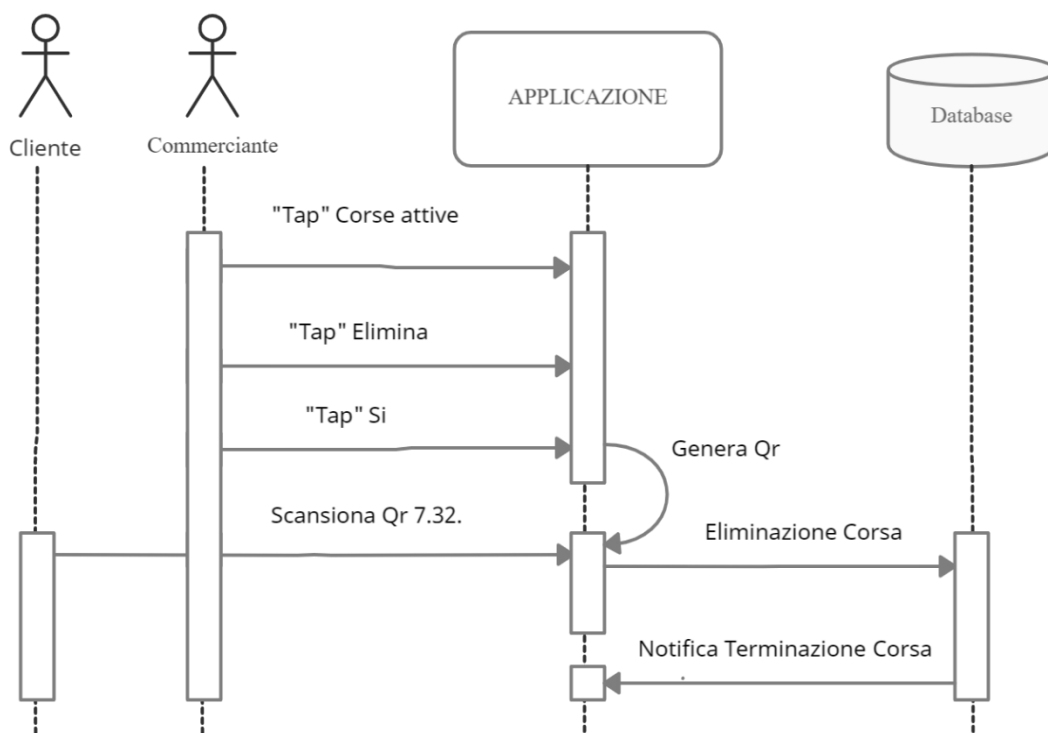 Cliente
Commerciante
APPLICAZIONE
Database
"Tap" Corse attive
"Tap" Elimina
"Tap" Si
Genera Qr
Scansiona Qr 7.32.
Eliminazione Corsa
Notifica Terminazione Corsa